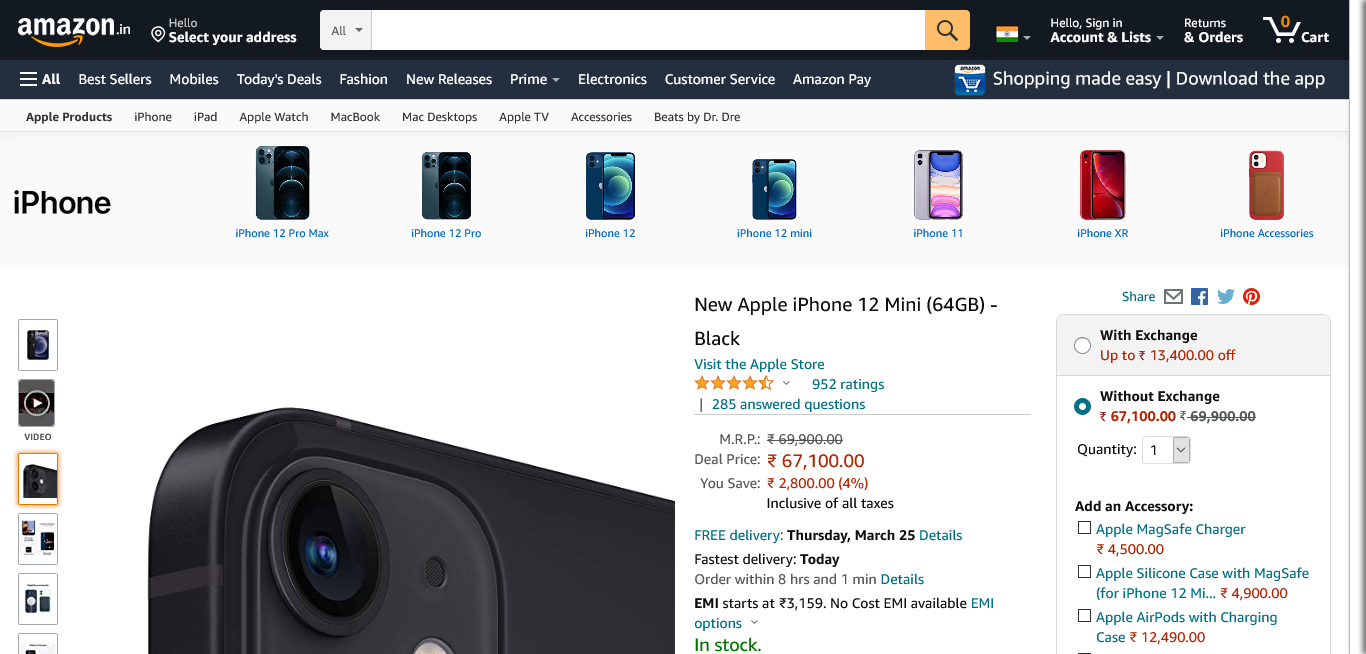 amazon.in
Hello
Select your address
All
Hello, Sign in
Account & Lists
Returns
& Orders
0
Cart
All
Best Sellers
Mobiles
Today's Deals
Fashion
New Releases
Prime
Electronics
Customer Service
Amazon Pay
amazon
Shopping made easy | Download the app
Apple Products
iPhone
iPad
Apple Watch
MacBook
Mac Desktops
Apple TV
Accessories
Beats by Dr. Dre
iPhone
iPhone 12 Pro Max
iPhone 12 Pro
iPhone 12
iPhone 12 mini
iPhone 11
iPhone XR
iPhone Accessories
VIDEO
New Apple iPhone 12 Mini (64GB) -
Black
Visit the Apple Store
952 ratings
| 285 answered questions
M.R.P.: ₹ 69,900.00
Deal Price: ₹ 67,100.00
You Save: ₹ 2,800.00 (4%)
Inclusive of all taxes
FREE delivery: Thursday, March 25 Details
Fastest delivery: Today
Order within 8 hrs and 1 min Details
EMI starts at ₹3,159. No Cost EMI available EMI
options
In stock.
Share
With Exchange
Up to ₹ 13,400.00 off
Without Exchange
₹ 67,100.00 ₹ 69,900.00
Quantity: 1
Add an Accessory:
Apple MagSafe Charger
₹ 4,500.00
Apple Silicone Case with MagSafe
(for iPhone 12 Mi... ₹ 4,900.00
Apple AirPods with Charging
Case ₹ 12,490.00